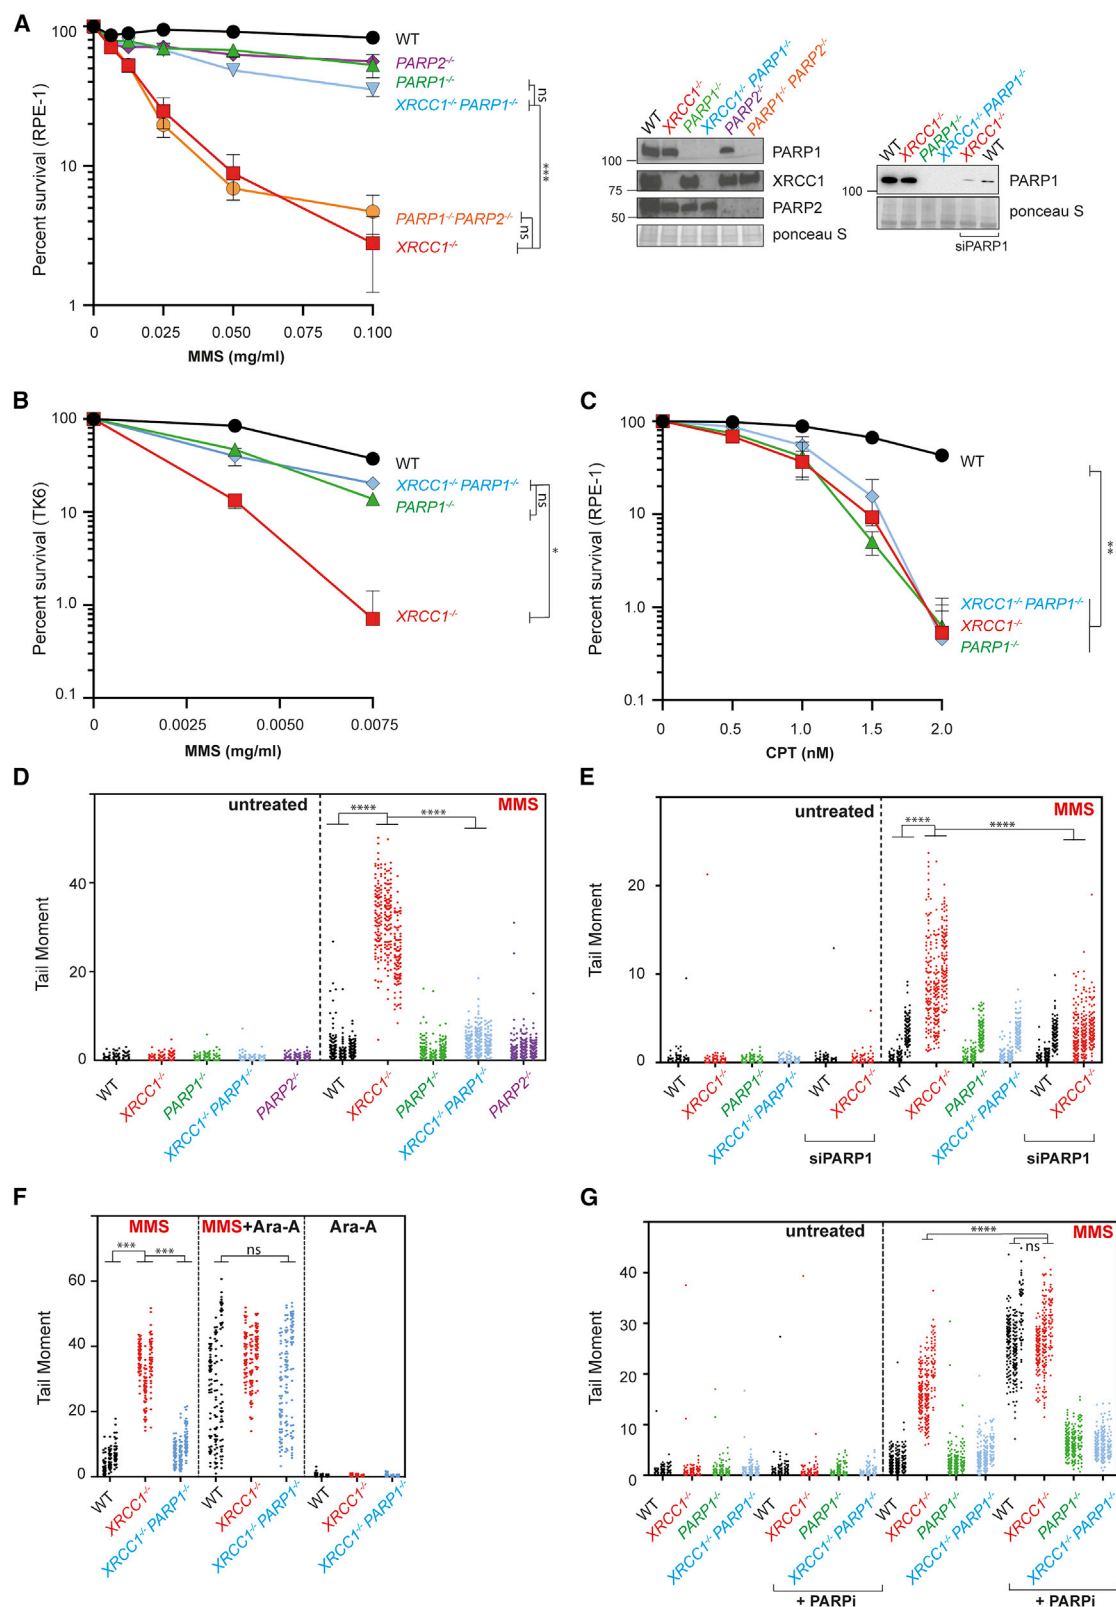 A
Percent survival (RPE-1)
100
10
1
0 0.025 0.050 0.075 0.100
MMS (mg/ml)
WT
PARP2-/-
PARP1-/-
XRCC1-/- PARP1-/-
PARP1-/- PARP2-/-
XRCC1-/-
ns
***
ns
WT XRCC1-/- PARP1-/- XRCC1-/- PARP1-/- PARP2-/- PARP1-/- PARP2-/-
100 PARP1
75 XRCC1
50 PARP2
ponceau S
WT XRCC1-/- PARP1-/- XRCC1-/- PARP1-/- XRCC1-/- WT
100 PARP1
ponceau S
siPARP1
B
Percent survival (TK6)
100
10
1.0
0.1
0 0.0025 0.0050 0.0075
MMS (mg/ml)
WT
XRCC1-/- PARP1-/-
PARP1-/-
XRCC1-/-
ns
*
C
Percent survival (RPE-1)
100
10
1.0
0.1
0 0.5 1.0 1.5 2.0
CPT (nM)
WT
XRCC1-/- PARP1-/-
XRCC1-/-
PARP1-/-
**
D
untreated MMS
**** ****
Tail Moment
40
20
0
WT XRCC1-/- PARP1-/- XRCC1-/- PARP1-/- PARP2-/- WT XRCC1-/- PARP1-/- XRCC1-/- PARP1-/- PARP2-/-
E
untreated MMS
**** ****
Tail Moment
20
10
0
WT XRCC1-/- PARP1-/- XRCC1-/- PARP1-/- WT XRCC1-/- WT XRCC1-/- PARP1-/- XRCC1-/- PARP1-/- WT XRCC1-/-
siPARP1 siPARP1
F
MMS MMS+Ara-A Ara-A
*** *** ns
Tail Moment
60
40
20
0
WT XRCC1-/- XRCC1-/- PARP1-/- WT XRCC1-/- XRCC1-/- PARP1-/- WT XRCC1-/- XRCC1-/- PARP1-/-
G
untreated MMS
****
ns
Tail Moment
40
30
20
10
0
WT XRCC1-/- PARP1-/- XRCC1-/- PARP1-/- WT XRCC1-/- PARP1-/- XRCC1-/- PARP1-/- WT XRCC1-/- PARP1-/- XRCC1-/- PARP1-/- WT XRCC1-/- PARP1-/- XRCC1-/- PARP1-/-
+ PARPi + PARPi